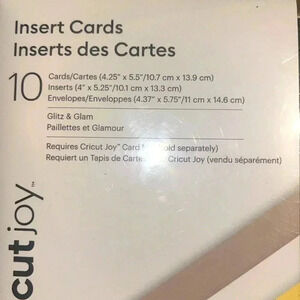 Insert Cards
Inserts des Cartes
10
Cards/Cartes (4.25" x 5.5"/10.7 cm x 13.9 cm)
Inserts (4" x 5.25"/10.1 cm x 13.3 cm)
Envelopes/Enveloppes (4.37" x 5.75"/11 cm x 14.6 cm)
Glitz & Glam
Paillettes et Glamour
Requires Cricut Joy™ Card separately)
Requiert un Tapis de Cartes Cricut Joy (vendu séparément)
cut joy™